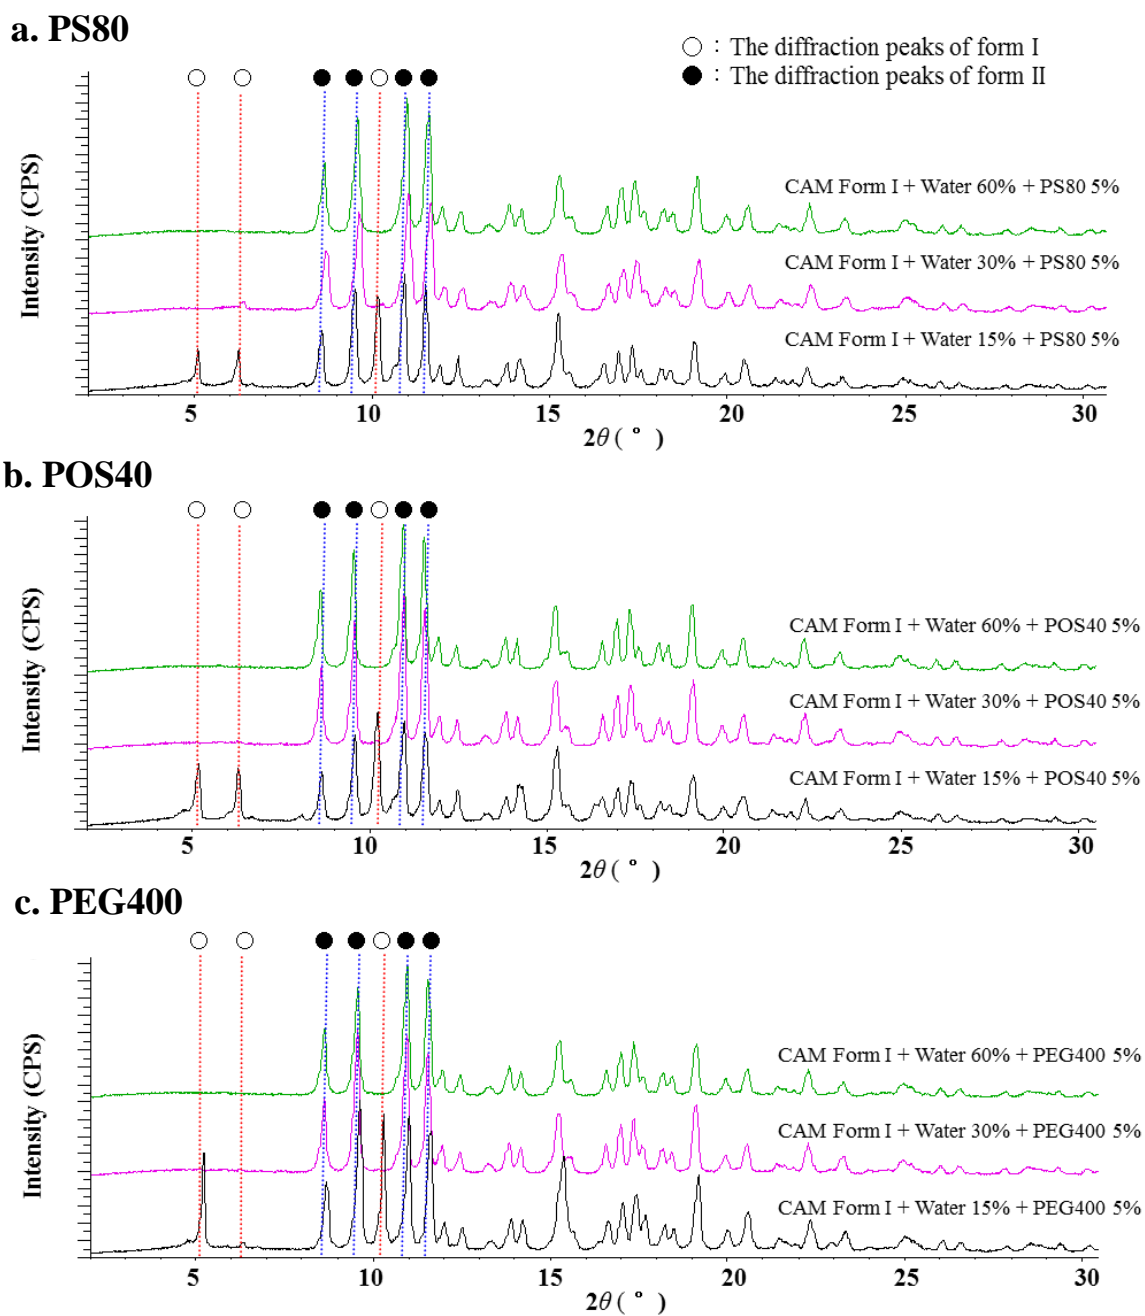 a. PS80
○ : The diffraction peaks of form I
● : The diffraction peaks of form II
Intensity (CPS)
CAM Form I + Water 60% + PS80 5%
CAM Form I + Water 30% + PS80 5%
CAM Form I + Water 15% + PS80 5%
5 10 15 20 25 30
2θ ( ° )
b. POS40
Intensity (CPS)
CAM Form I + Water 60% + POS40 5%
CAM Form I + Water 30% + POS40 5%
CAM Form I + Water 15% + POS40 5%
5 10 15 20 25 30
2θ ( ° )
c. PEG400
Intensity (CPS)
CAM Form I + Water 60% + PEG400 5%
CAM Form I + Water 30% + PEG400 5%
CAM Form I + Water 15% + PEG400 5%
5 10 15 20 25 30
2θ ( ° )